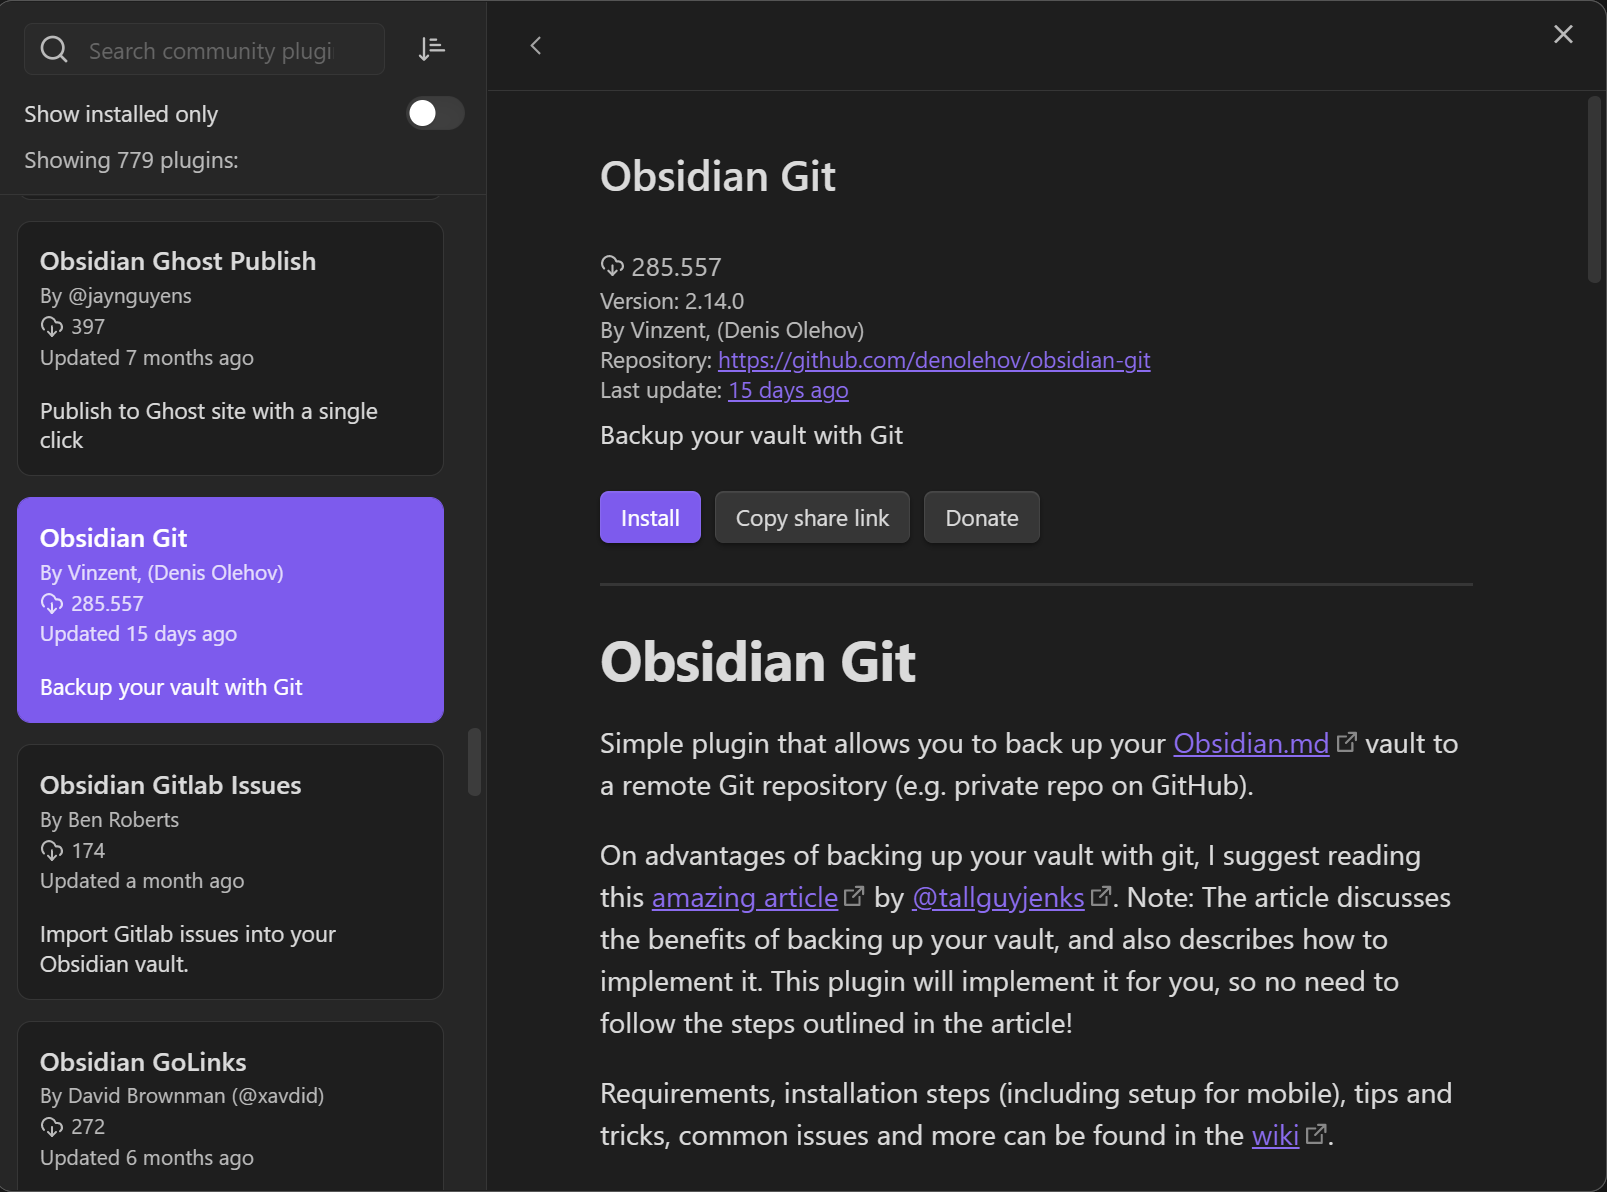 Search community plugi
Show installed only
Showing 779 plugins:
Obsidian Ghost Publish
By @jaynguyens
397
Updated 7 months ago
Publish to Ghost site with a single
click
Obsidian Git
By Vinzent, (Denis Olehov)
285.557
Updated 15 days ago
Backup your vault with Git
Obsidian Gitlab Issues
By Ben Roberts
174
Updated a month ago
Import Gitlab issues into your
Obsidian vault.
Obsidian GoLinks
By David Brownman (@xavdid)
272
Updated 6 months ago
Obsidian Git
285.557
Version: 2.14.0
By Vinzent, (Denis Olehov)
Repository: https://github.com/denolehov/obsidian-git
Last update: 15 days ago
Backup your vault with Git
Install Copy share link Donate
Obsidian Git
Simple plugin that allows you to back up your Obsidian.md vault to
a remote Git repository (e.g. private repo on GitHub).
On advantages of backing up your vault with git, I suggest reading
this amazing article by @tallguyjenks. Note: The article discusses
the benefits of backing up your vault, and also describes how to
implement it. This plugin will implement it for you, so no need to
follow the steps outlined in the article!
Requirements, installation steps (including setup for mobile), tips and
tricks, common issues and more can be found in the wiki.